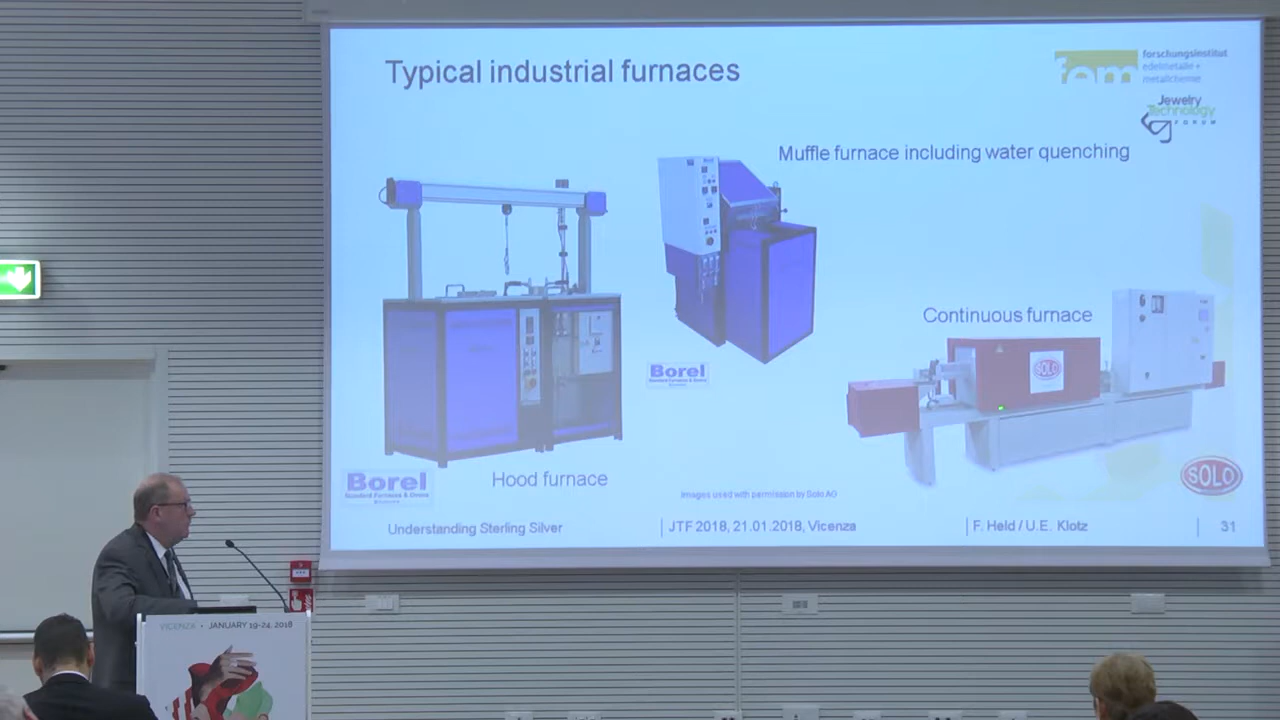 Typical industrial furnaces
fem
forschungsinstitut
edelmetalle +
metallchemie
Jewelry
Technology
FORUM
Muffle furnace including water quenching
Continuous furnace
SOLO
Borel
Borel
Hood furnace
Images used with permission by Solo AG
SOLO
Understanding Sterling Silver
JTF 2018, 21.01.2018, Vicenza
F. Held / U.E. Klotz
31
VICENZA • JANUARY 19-24, 2018